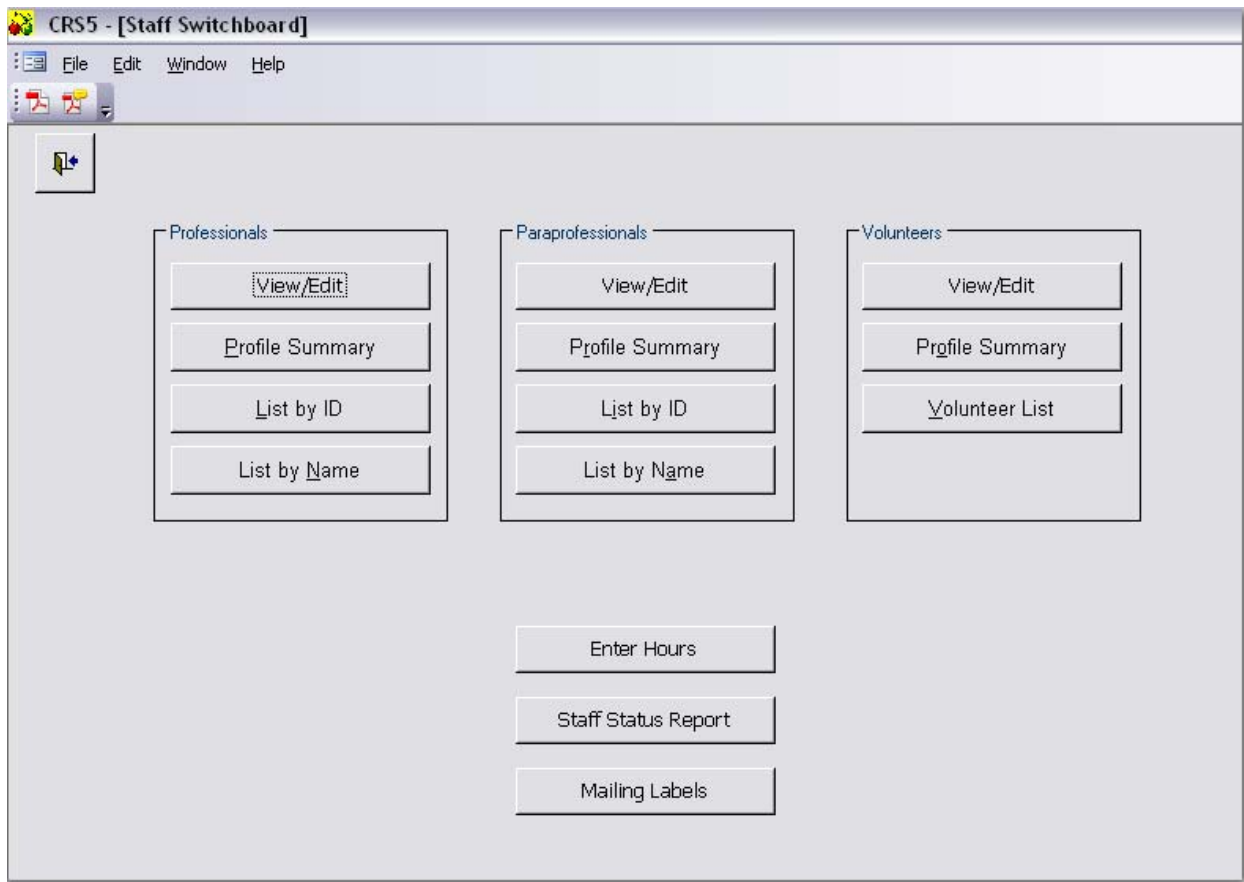 CRS5 - [Staff Switchboard]
File Edit Window Help
Professionals
View/Edit
Profile Summary
List by ID
List by Name
Paraprofessionals
View/Edit
Profile Summary
List by ID
List by Name
Volunteers
View/Edit
Profile Summary
Volunteer List
Enter Hours
Staff Status Report
Mailing Labels